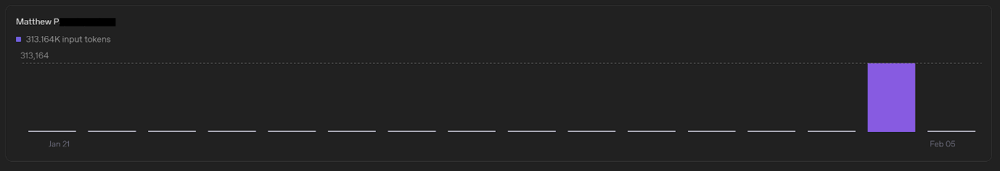 Matthew P
313.164K input tokens
313,164
Jan 21
Feb 05